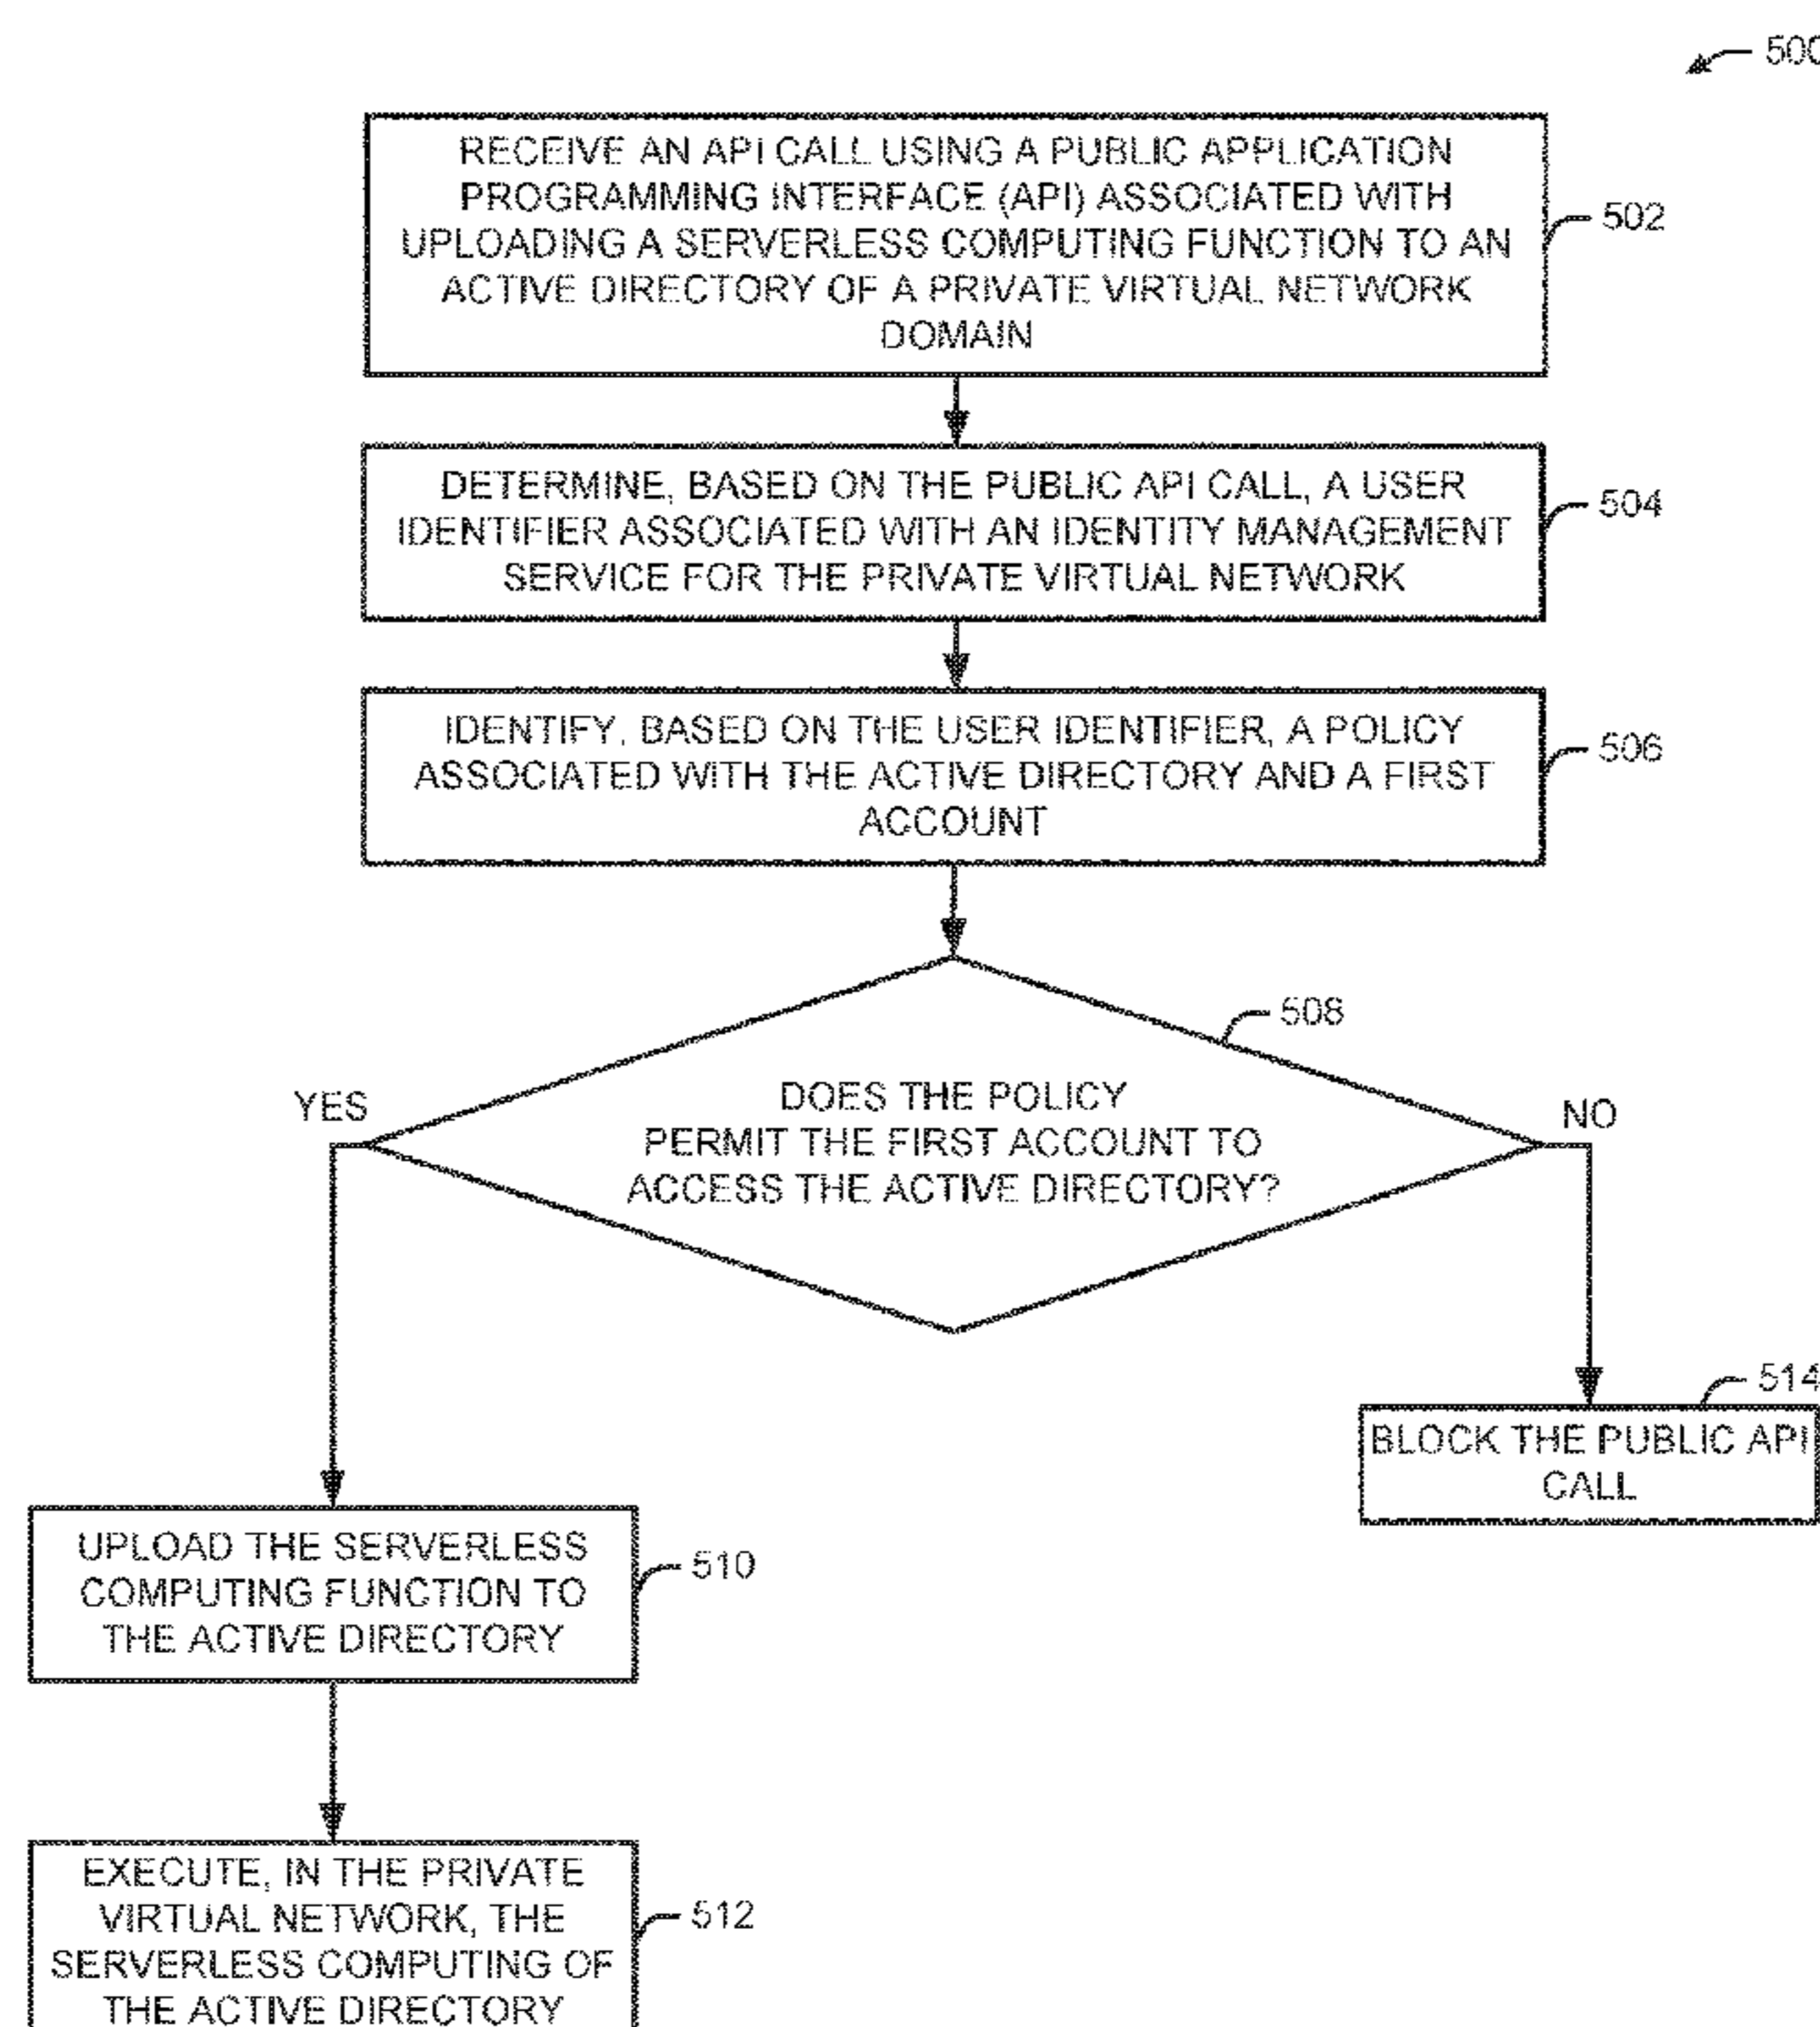 500
RECEIVE AN API CALL USING A PUBLIC APPLICATION
PROGRAMMING INTERFACE (API) ASSOCIATED WITH
UPLOADING A SERVERLESS COMPUTING FUNCTION TO AN
ACTIVE DIRECTORY OF A PRIVATE VIRTUAL NETWORK
DOMAIN
502
DETERMINE, BASED ON THE PUBLIC API CALL, A USER
IDENTIFIER ASSOCIATED WITH AN IDENTITY MANAGEMENT
SERVICE FOR THE PRIVATE VIRTUAL NETWORK
504
IDENTIFY, BASED ON THE USER IDENTIFIER, A POLICY
ASSOCIATED WITH THE ACTIVE DIRECTORY AND A FIRST
ACCOUNT
506
508
DOES THE POLICY
PERMIT THE FIRST ACCOUNT TO
ACCESS THE ACTIVE DIRECTORY?
YES
NO
514
BLOCK THE PUBLIC API
CALL
UPLOAD THE SERVERLESS
COMPUTING FUNCTION TO
THE ACTIVE DIRECTORY
510
EXECUTE, IN THE PRIVATE
VIRTUAL NETWORK, THE
SERVERLESS COMPUTING OF
THE ACTIVE DIRECTORY
512